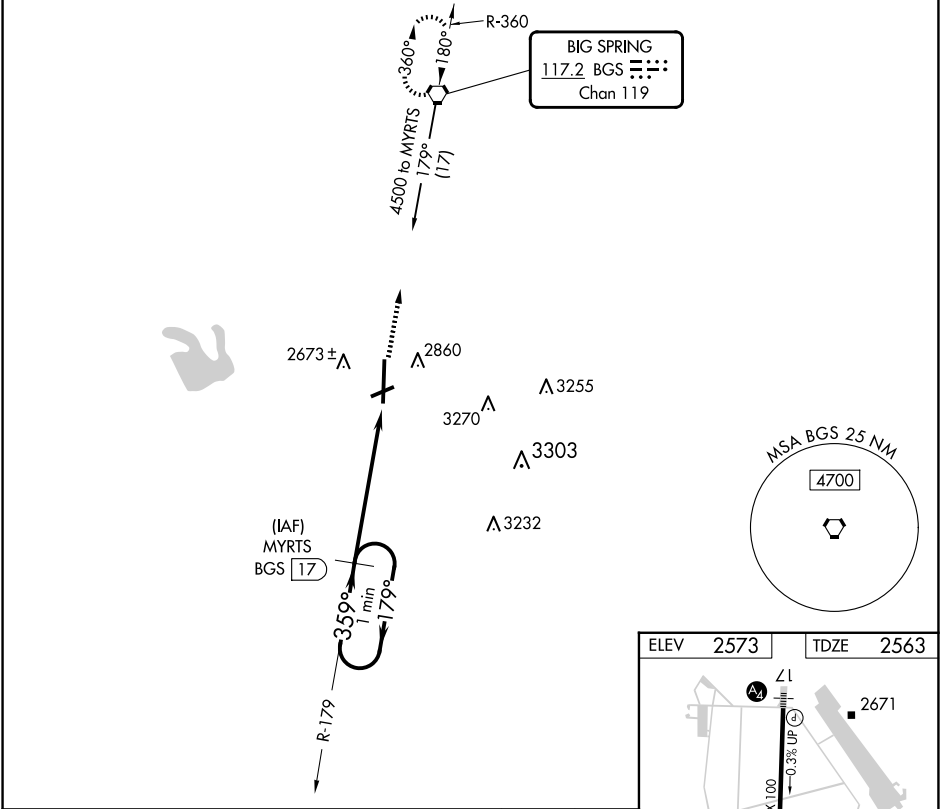 R-360
360°
180°
BIG SPRING
117.2 BGS
Chan 119
4500 to MYRTS
179°
(17)
2673 ±
2860
3255
3270
3303
3232
MSA BGS 25 NM
4700
(IAF)
MYRTS
BGS 17
359°
1 min
179°
R-179
ELEV 2573
TDZE 2563
17
A4
P
2671
0.3% UP
X100